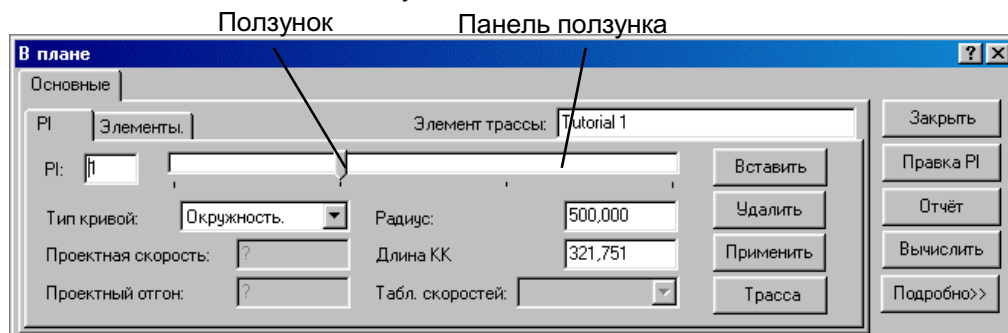 Ползунок Панель ползунка
В плане ? ×
Основные
PI Элементы. Элемент трассы: Tutorial 1 Закрыть
PI: 1 Вставить Правка PI
Тип кривой: Окружность. Радиус: 500,000 Удалить Отчёт
Проектная скорость: ? Длина КК 321,751 Применить Вычислить
Проектный отгон: ? Табл. скоростей: Трасса Подробно>>